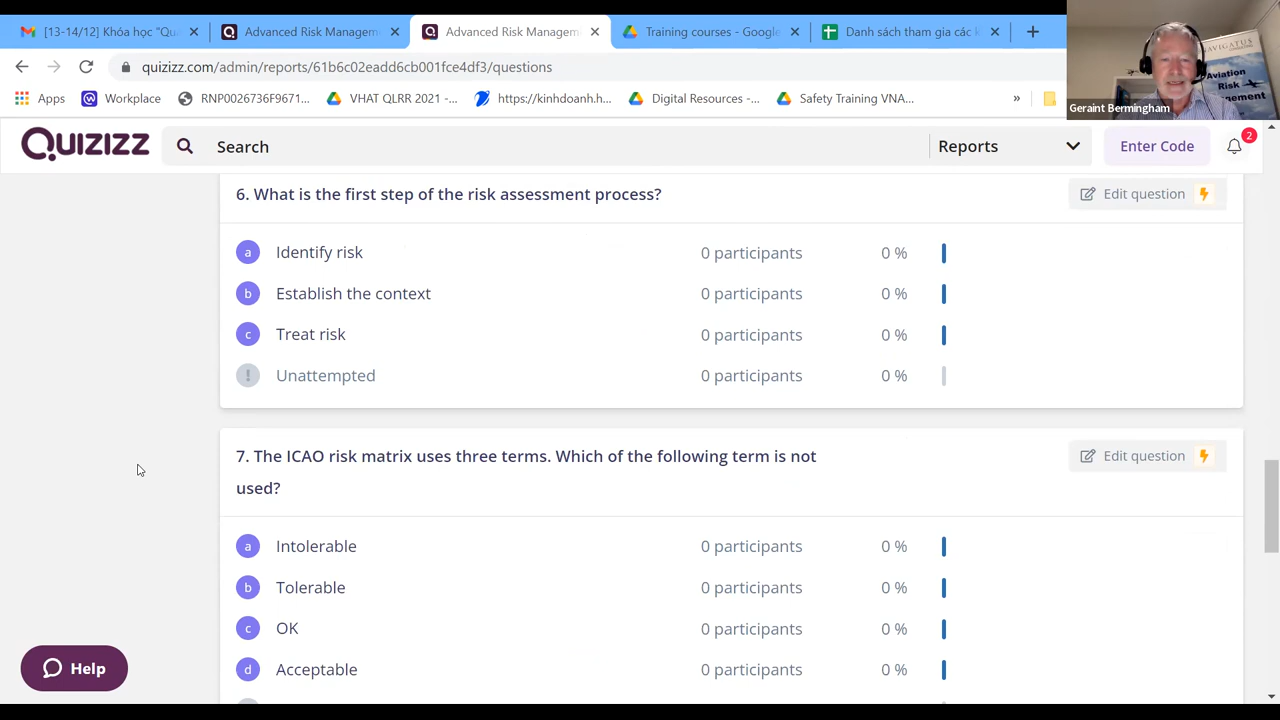 [13-14/12] Khóa học "Qu
Advanced Risk Managem
Advanced Risk Managem
Training courses - Google
Danh sách tham gia các k
quizizz.com/admin/reports/61b6c02eadd6cb001fce4df3/questions
Apps
Workplace
RNP0026736F9671...
VHAT QLRR 2021 -...
https://kinhdoanh.h...
Digital Resources -...
Safety Training VNA...
»
NAVIGATUS
Aviation
Risk
Geraint Bermingham
QUIZIZZ
Search
Reports
Enter Code
2
6. What is the first step of the risk assessment process?
Edit question
a Identify risk 0 participants 0 %
b Establish the context 0 participants 0 %
c Treat risk 0 participants 0 %
! Unattempted 0 participants 0 %
7. The ICAO risk matrix uses three terms. Which of the following term is not
used?
Edit question
a Intolerable 0 participants 0 %
b Tolerable 0 participants 0 %
c OK 0 participants 0 %
d Acceptable 0 participants 0 %
Help